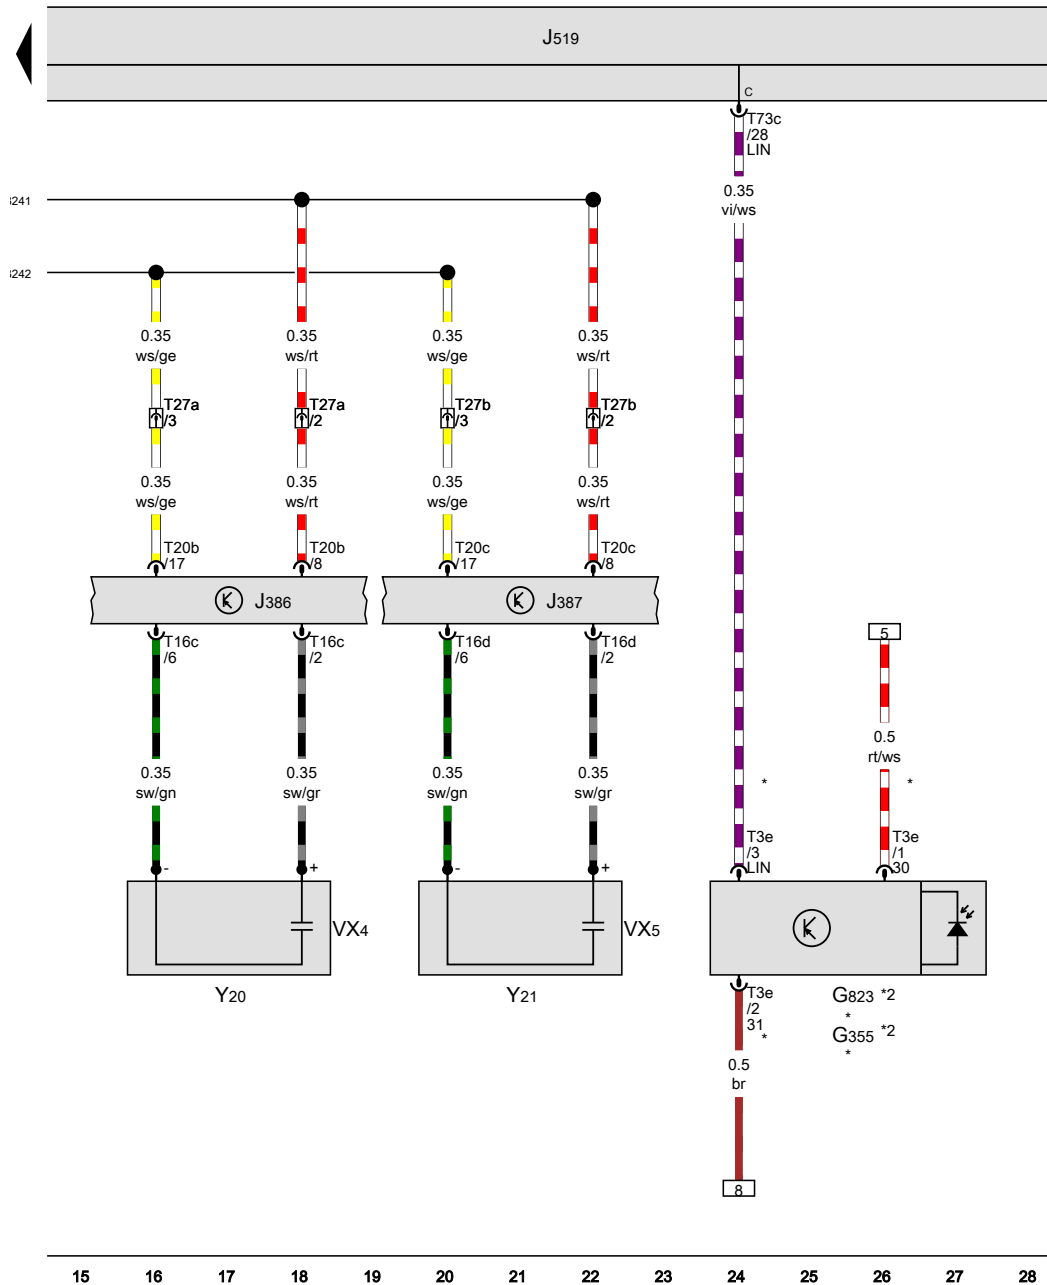 J519
C
T73c
/28
LIN
0.35
vi/ws
241
242
0.35
ws/ge
0.35
ws/rt
0.35
ws/ge
0.35
ws/rt
T27a
/3
T27a
/2
T27b
/3
T27b
/2
0.35
ws/ge
0.35
ws/rt
0.35
ws/ge
0.35
ws/rt
T20b
/17
T20b
/8
T20c
/17
T20c
/8
J386
J387
T16c
/6
T16c
/2
T16d
/6
T16d
/2
5
0.5
rt/ws
*
*
0.35
sw/gn
0.35
sw/gr
0.35
sw/gn
0.35
sw/gr
T3e
/3
LIN
T3e
/1
30
-
+
-
+
VX4
VX5
Y20
Y21
T3e
/2
31
*
G823 *2
*
G355 *2
*
0.5
br
8
15 16 17 18 19 20 21 22 23 24 25 26 27 28